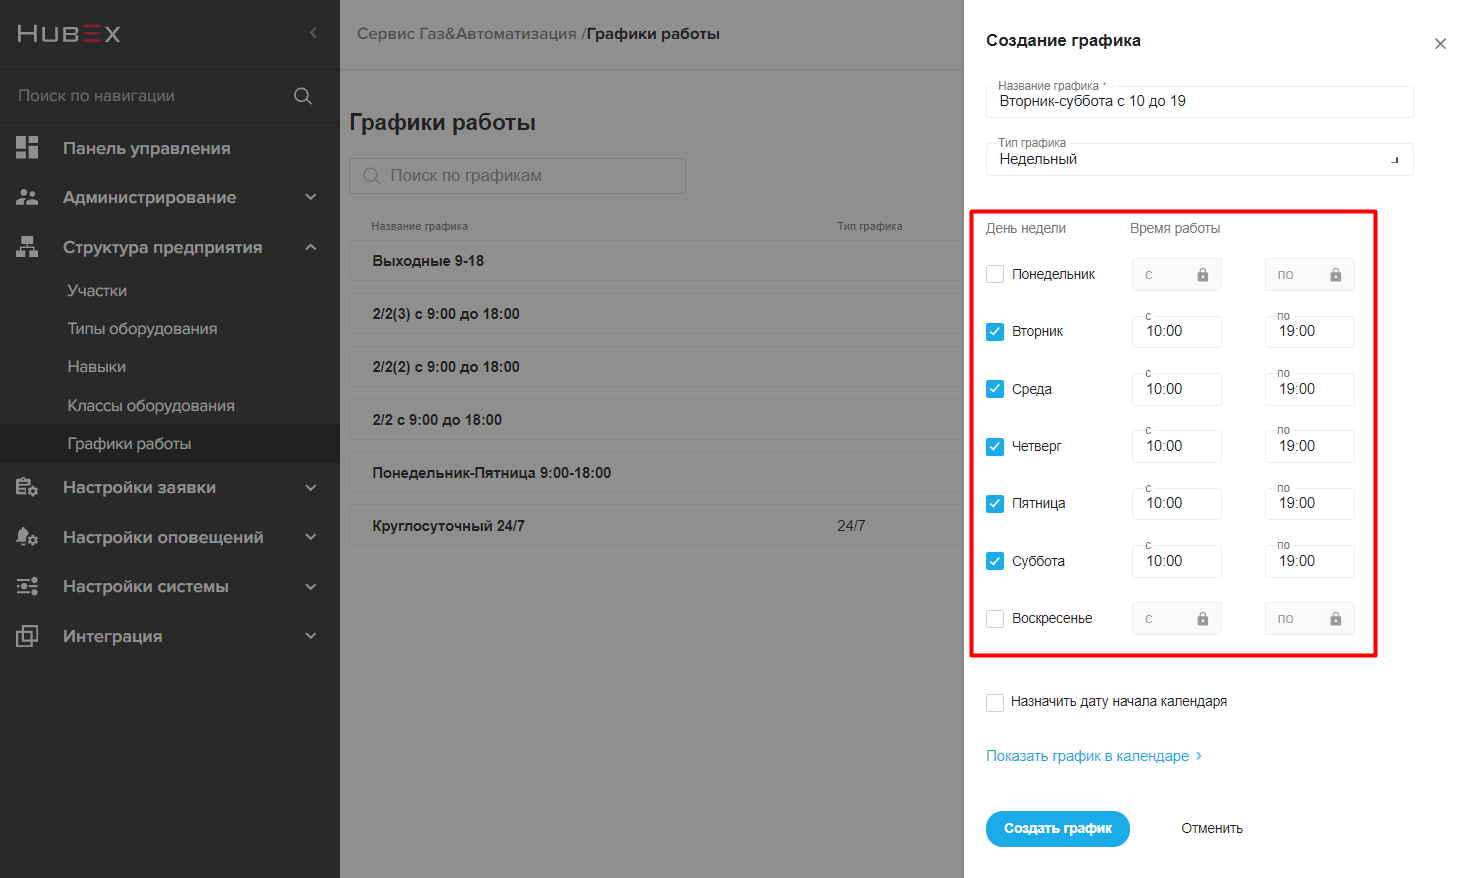 HUBEX
Поиск по навигации
Панель управления
Администрирование
Структура предприятия
Участки
Типы оборудования
Навыки
Классы оборудования
Графики работы
Настройки заявки
Настройки оповещений
Настройки системы
Интеграция
Сервис Газ&Автоматизация /Графики работы
Графики работы
Поиск по графикам
Название графика Тип графика
Выходные 9-18
2/2(3) с 9:00 до 18:00
2/2(2) с 9:00 до 18:00
2/2 с 9:00 до 18:00
Понедельник-Пятница 9:00-18:00
Круглосуточный 24/7 24/7
Создание графика
Название графика *
Вторник-суббота с 10 до 19
Тип графика
Недельный
День недели Время работы
Понедельник с по
с по
Вторник 10:00 19:00
с по
Среда 10:00 19:00
с по
Четверг 10:00 19:00
с по
Пятница 10:00 19:00
с по
Суббота 10:00 19:00
Воскресенье с по
Назначить дату начала календаря
Показать график в календаре
Создать график Отменить